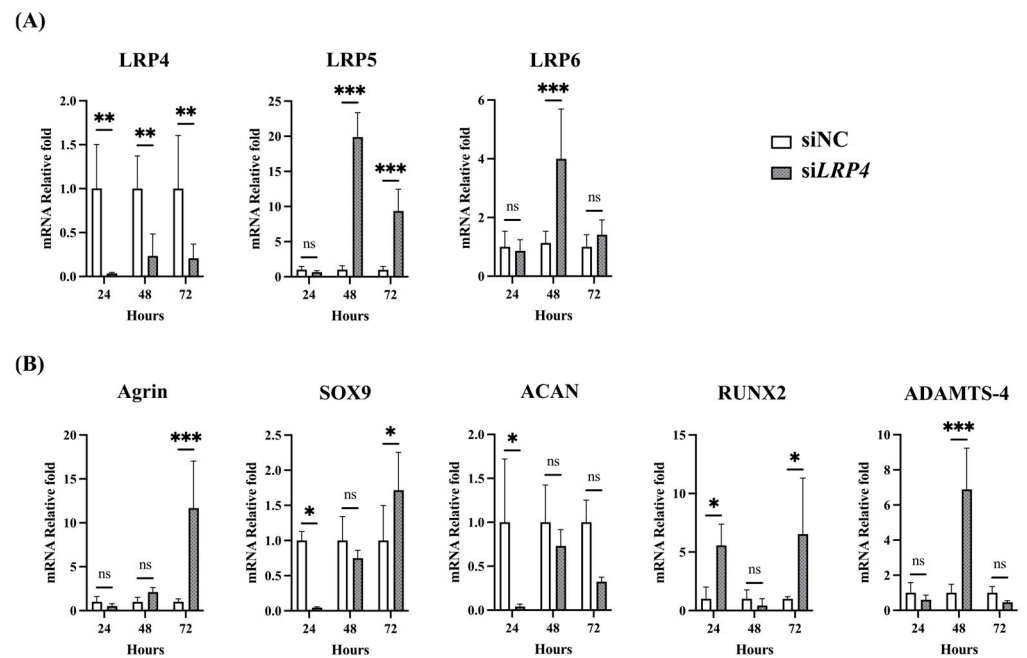 (A)
LRP4
mRNA Relative fold
2.0
1.5
1.0
0.5
0.0
**
**
**
24 48 72
Hours
LRP5
mRNA Relative fold
25
20
15
10
5
0
ns
***
***
24 48 72
Hours
LRP6
mRNA Relative fold
6
4
2
0
ns
***
ns
24 48 72
Hours
siNC
siLRP4
(B)
Agrin
mRNA Relative fold
20
15
10
5
0
ns
ns
***
24 48 72
Hours
SOX9
mRNA Relative fold
2.5
2.0
1.5
1.0
0.5
0.0
*
ns
*
24 48 72
Hours
ACAN
mRNA Relative fold
2.0
1.5
1.0
0.5
0.0
*
ns
ns
24 48 72
Hours
RUNX2
mRNA Relative fold
15
10
5
0
*
ns
*
24 48 72
Hours
ADAMTS-4
mRNA Relative fold
10
8
6
4
2
0
ns
***
ns
24 48 72
Hours